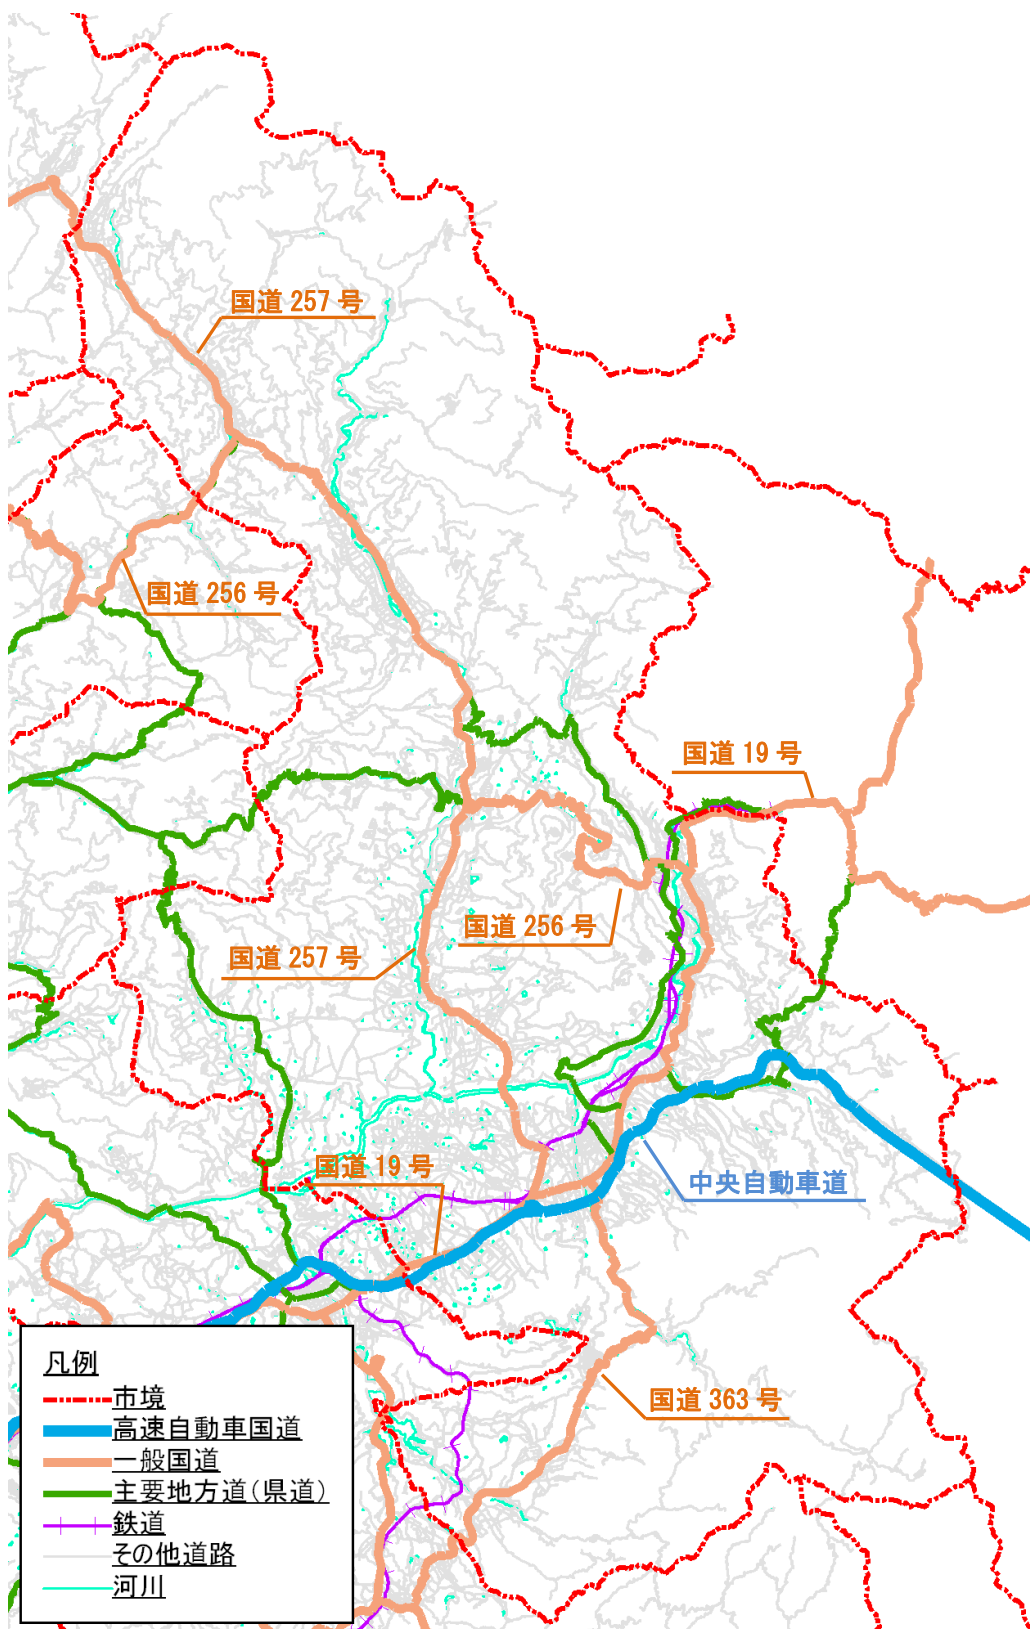 国道 257 号
国道 256 号
国道 19 号
国道 256 号
国道 257 号
国道 19 号
中央自動車道
国道 363 号
凡例
市境
高速自動車国道
一般国道
主要地方道(県道)
鉄道
その他道路
河川